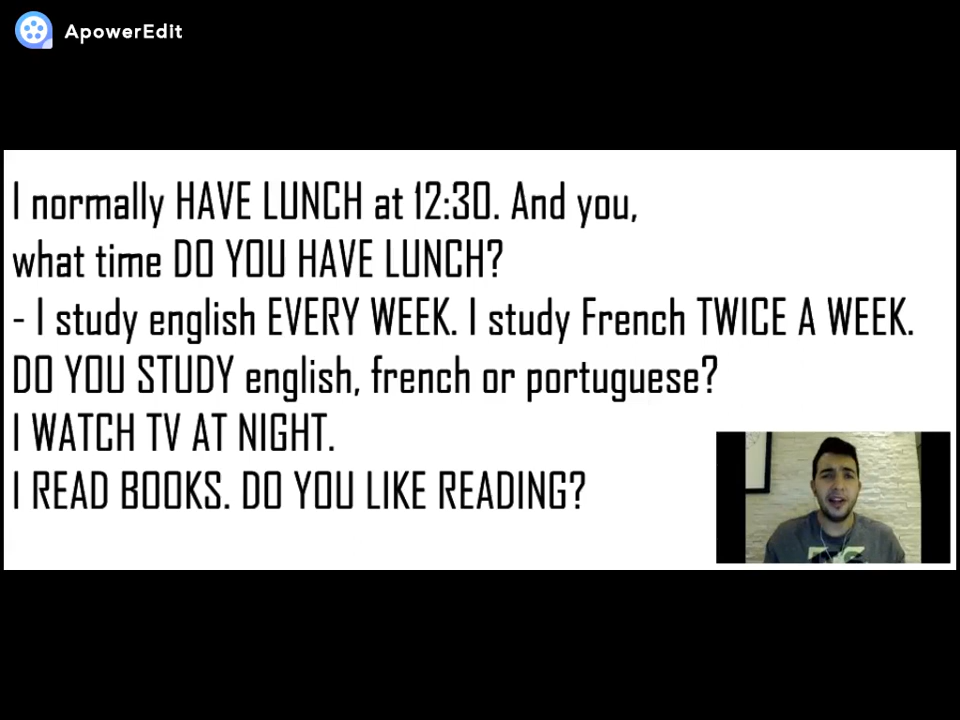 ApowerEdit
I normally HAVE LUNCH at 12:30. And you,
what time DO YOU HAVE LUNCH?
- I study english EVERY WEEK. I study French TWICE A WEEK.
DO YOU STUDY english, french or portuguese?
I WATCH TV AT NIGHT.
I READ BOOKS. DO YOU LIKE READING?